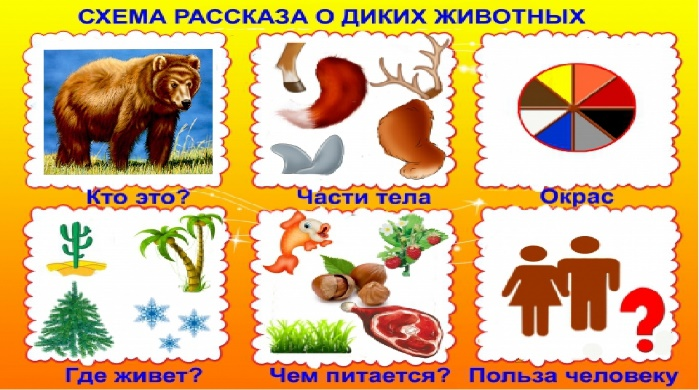 СХЕМА РАССКАЗА О ДИКИХ ЖИВОТНЫХ
Кто это?
Части тела
Окрас
Где живет?
Чем питается?
Польза человеку
?